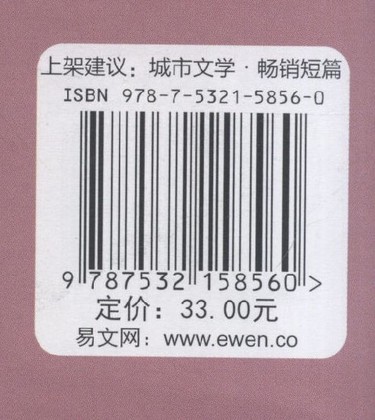 上架建议：城市文学·畅销短篇
ISBN 978-7-5321-5856-0
9 787532 158560 >
定价：33.00元
易文网：www.ewen.co